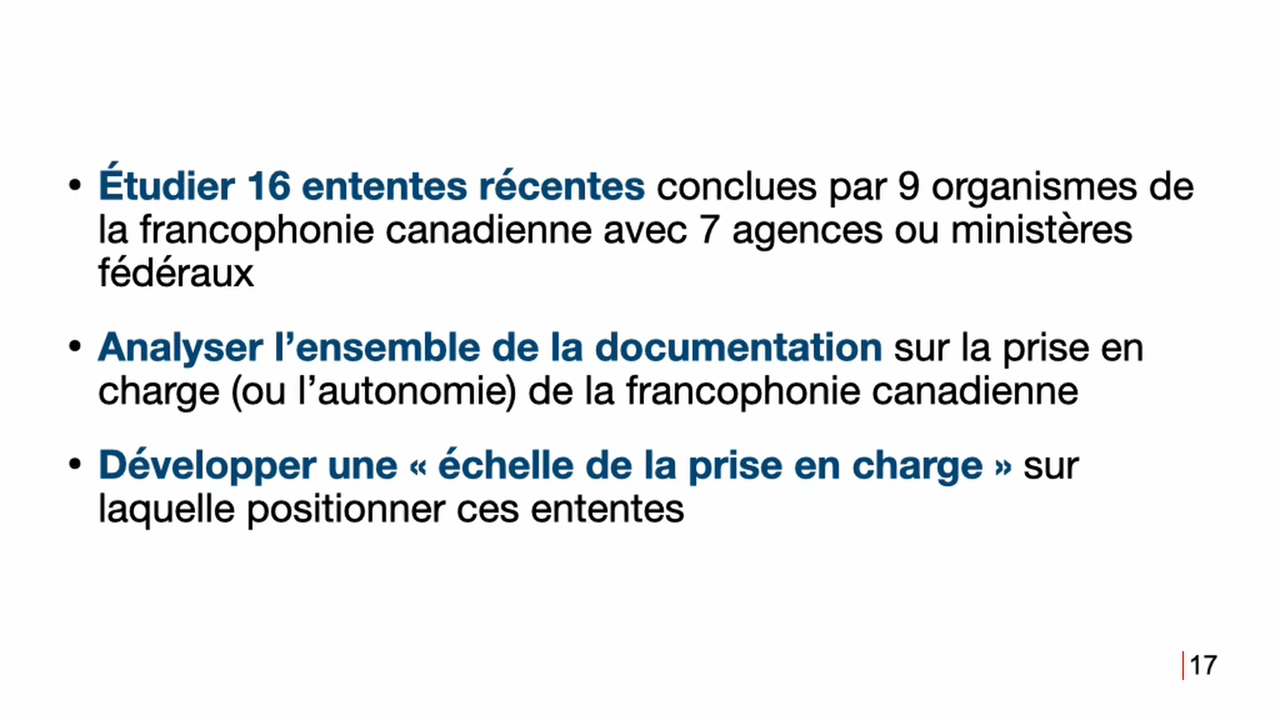 • Étudier 16 ententes récentes conclues par 9 organismes de
la francophonie canadienne avec 7 agences ou ministères
fédéraux
• Analyser l’ensemble de la documentation sur la prise en
charge (ou l’autonomie) de la francophonie canadienne
• Développer une « échelle de la prise en charge » sur
laquelle positionner ces ententes
17